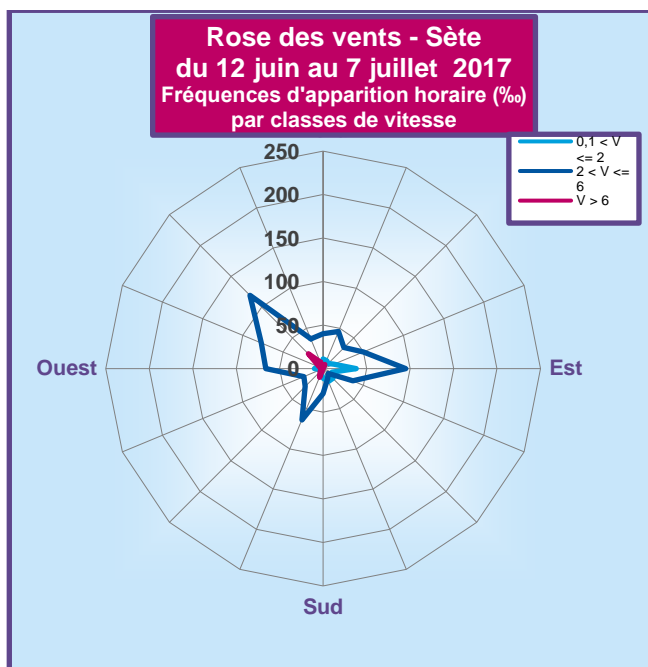 Rose des vents - Sète
du 12 juin au 7 juillet 2017
Fréquences d'apparition horaire (‰)
par classes de vitesse
0,1 < V
<= 2
2 < V <=
6
V > 6
250
200
150
100
50
0
Ouest
Est
Sud